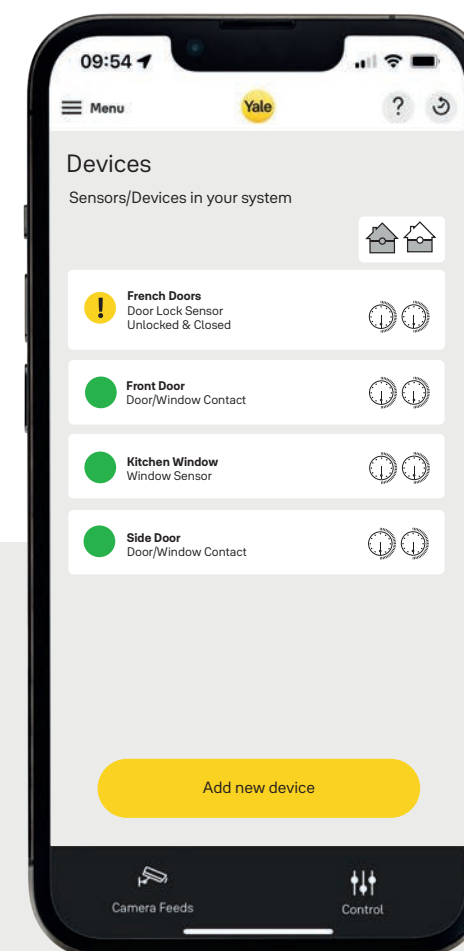 09:54
Menu
Yale
?
Devices
Sensors/Devices in your system
!
French Doors
Door Lock Sensor
Unlocked & Closed
Front Door
Door/Window Contact
Kitchen Window
Window Sensor
Side Door
Door/Window Contact
Add new device
Camera Feeds
Control